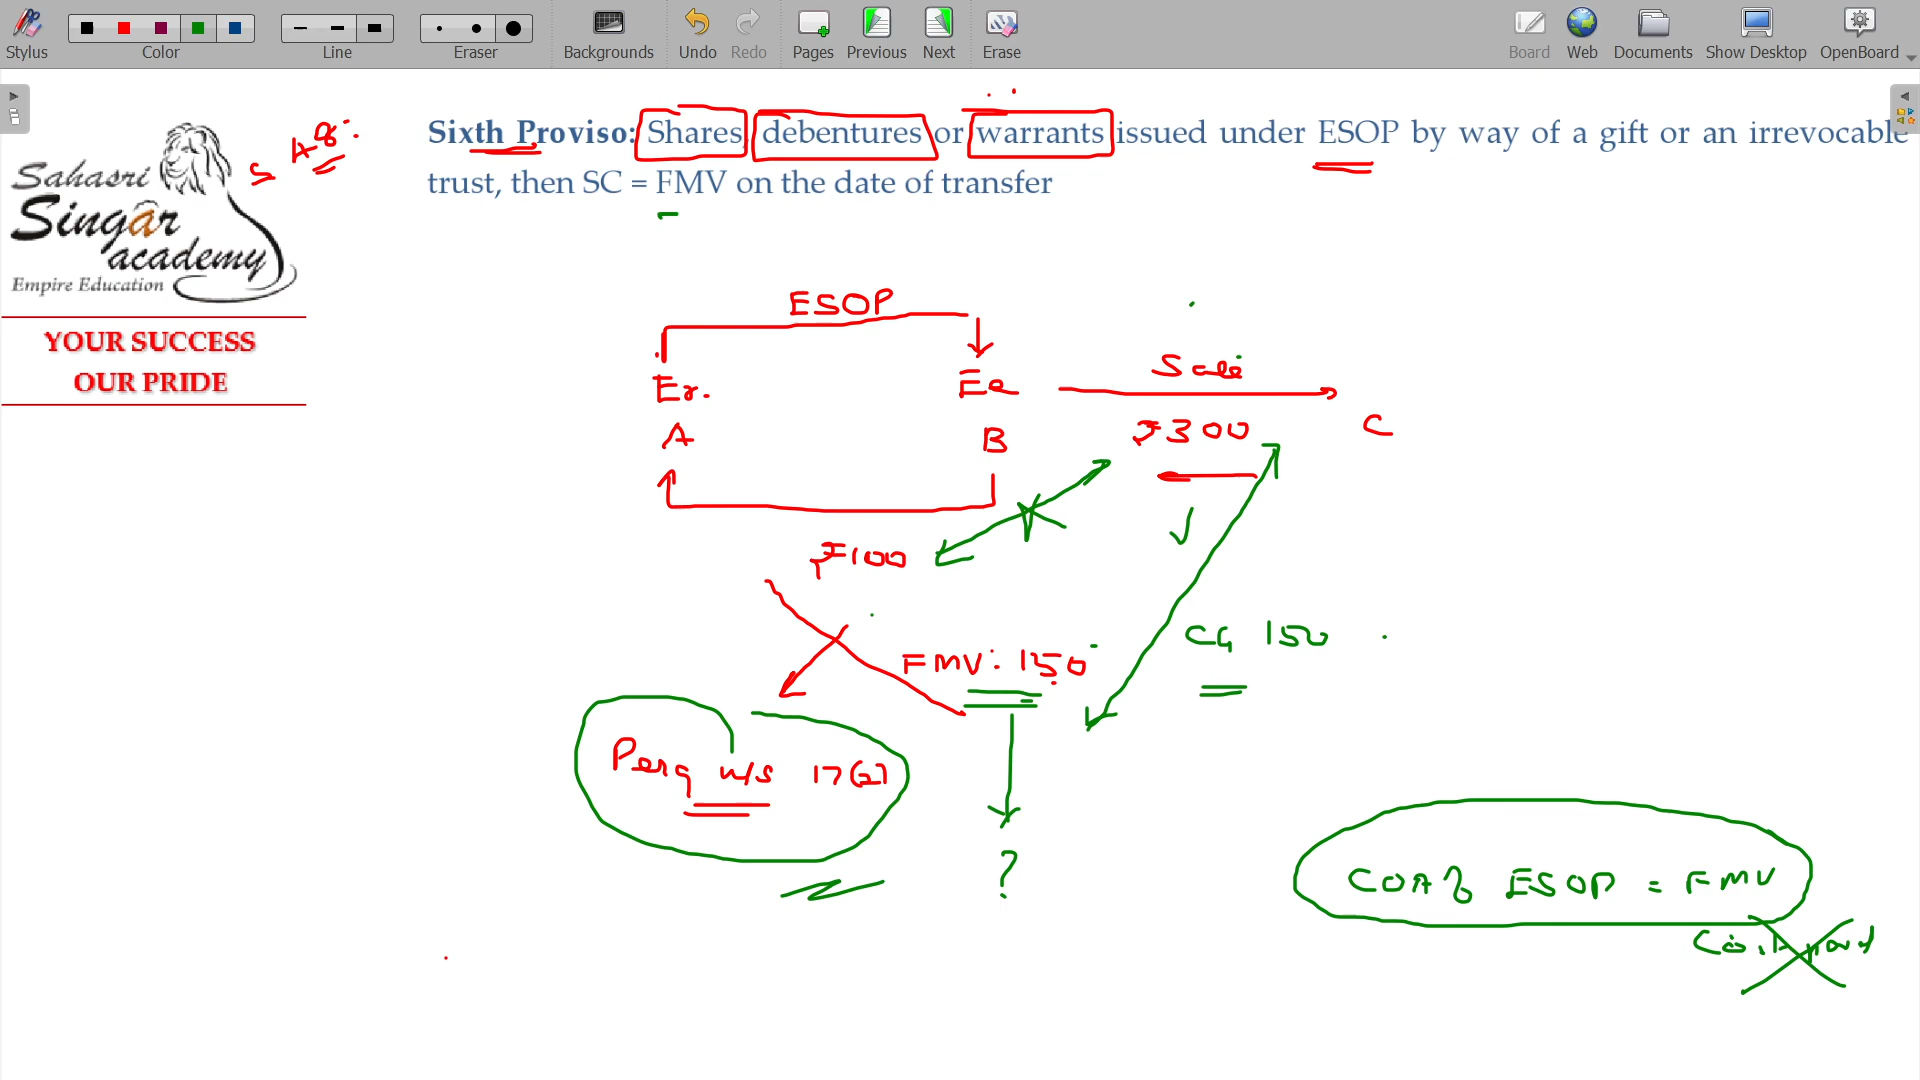 Stylus
Color
Line
Eraser
Backgrounds
Undo
Redo
Pages
Previous
Next
Erase
Board
Web
Documents
Show Desktop
OpenBoard
Sahasri
Singar
academy
Empire Education
YOUR SUCCESS
OUR PRIDE
S 48:
Sixth Proviso: Shares, debentures or warrants issued under ESOP by way of a gift or an irrevocable
trust, then SC = FMV on the date of transfer
ESOP
Er.
Ee
Sale
A
B
₹300
C
₹100
FMV: 150
CG 150
Perq u/s 17(2)
?
COA of ESOP = FMV